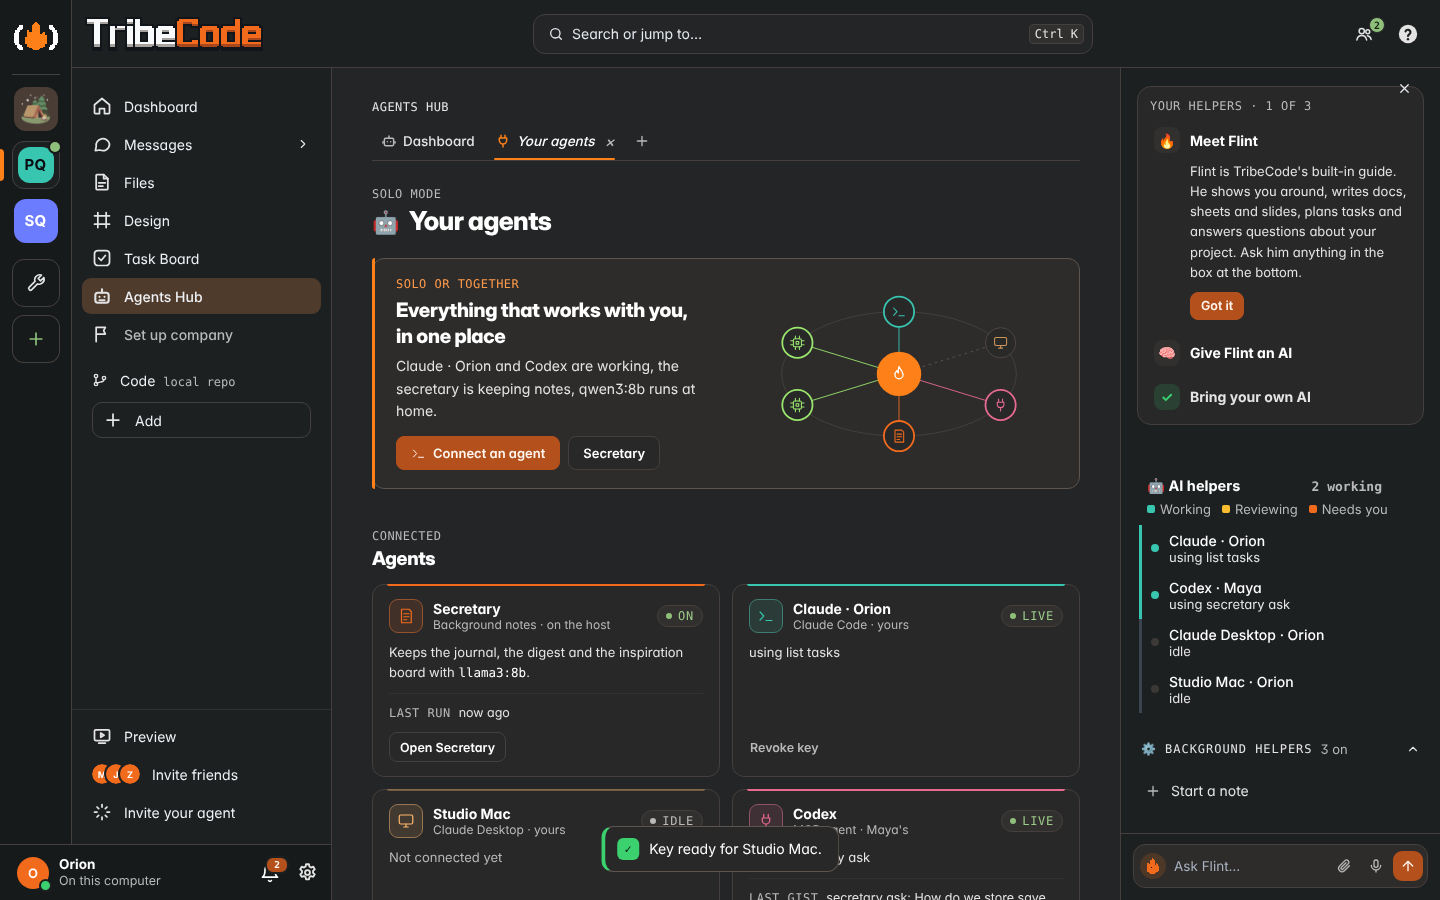 TribeCode
Search or jump to...
Ctrl K
2
PQ
SQ
Dashboard
Messages
Files
Design
Task Board
Agents Hub
Set up company
Code local repo
Add
Preview
Z
Invite friends
Invite your agent
O
Orion
On this computer
2
AGENTS HUB
Dashboard
Your agents
SOLO MODE
Your agents
SOLO OR TOGETHER
Everything that works with you,
in one place
Claude · Orion and Codex are working, the
secretary is keeping notes, qwen3:8b runs at
home.
Connect an agent
Secretary
CONNECTED
Agents
Secretary
Background notes · on the host
ON
Keeps the journal, the digest and the inspiration
board with llama3:8b.
LAST RUN now ago
Open Secretary
Claude · Orion
Claude Code · yours
LIVE
using list tasks
Revoke key
Studio Mac
Claude Desktop · yours
IDLE
Not connected yet
Codex
· Maya's
LIVE
ask
LAST GIST secretary ask: How do we store save
Key ready for Studio Mac.
YOUR HELPERS · 1 OF 3
Meet Flint
Flint is TribeCode's built-in guide.
He shows you around, writes docs,
sheets and slides, plans tasks and
answers questions about your
project. Ask him anything in the
box at the bottom.
Got it
Give Flint an AI
Bring your own AI
AI helpers
2 working
Working
Reviewing
Needs you
Claude · Orion
using list tasks
Codex · Maya
using secretary ask
Claude Desktop · Orion
idle
Studio Mac · Orion
idle
BACKGROUND HELPERS 3 on
Start a note
Ask Flint...